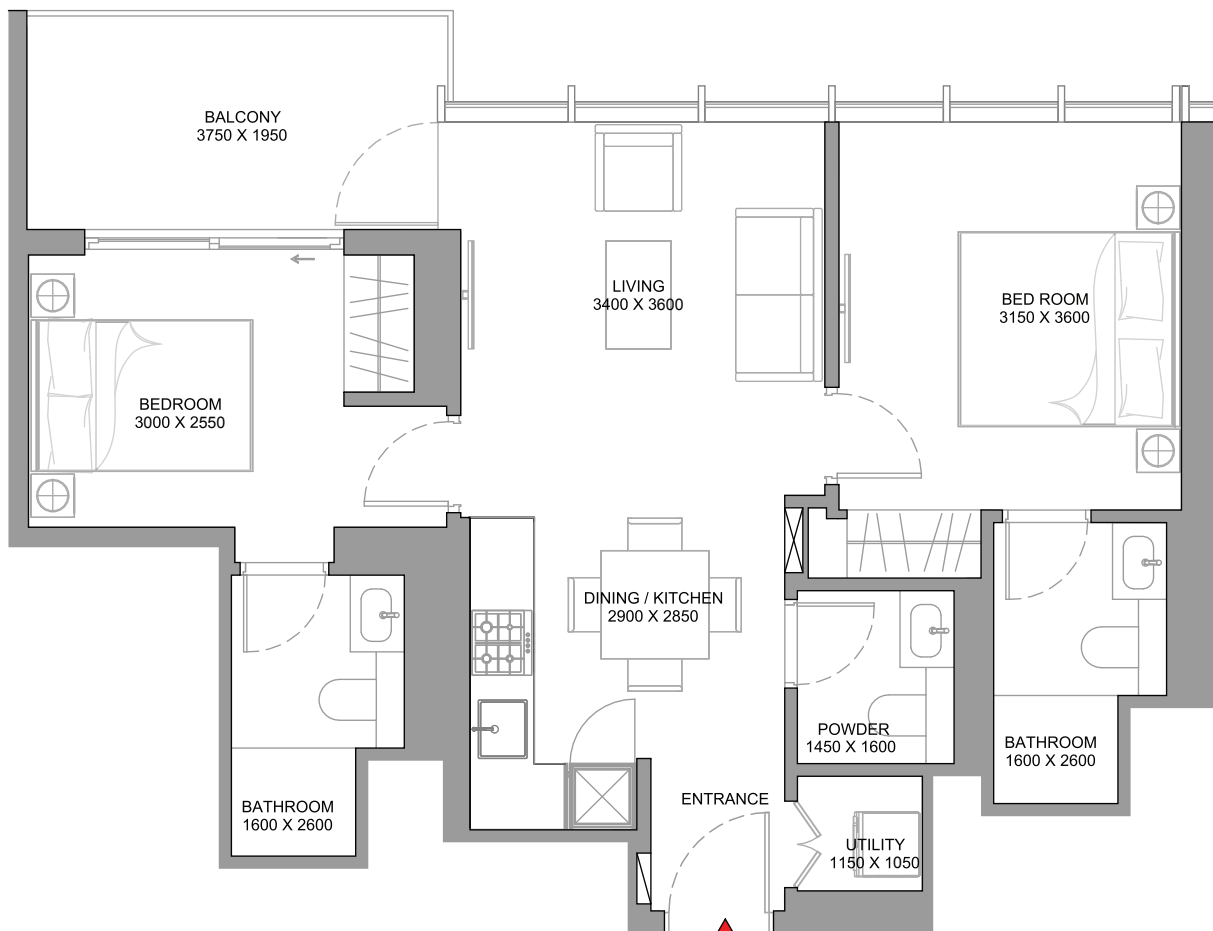 BALCONY
3750 X 1950
LIVING
3400 X 3600
BED ROOM
3150 X 3600
BEDROOM
3000 X 2550
DINING / KITCHEN
2900 X 2850
POWDER
1450 X 1600
BATHROOM
1600 X 2600
BATHROOM
1600 X 2600
ENTRANCE
UTILITY
1150 X 1050